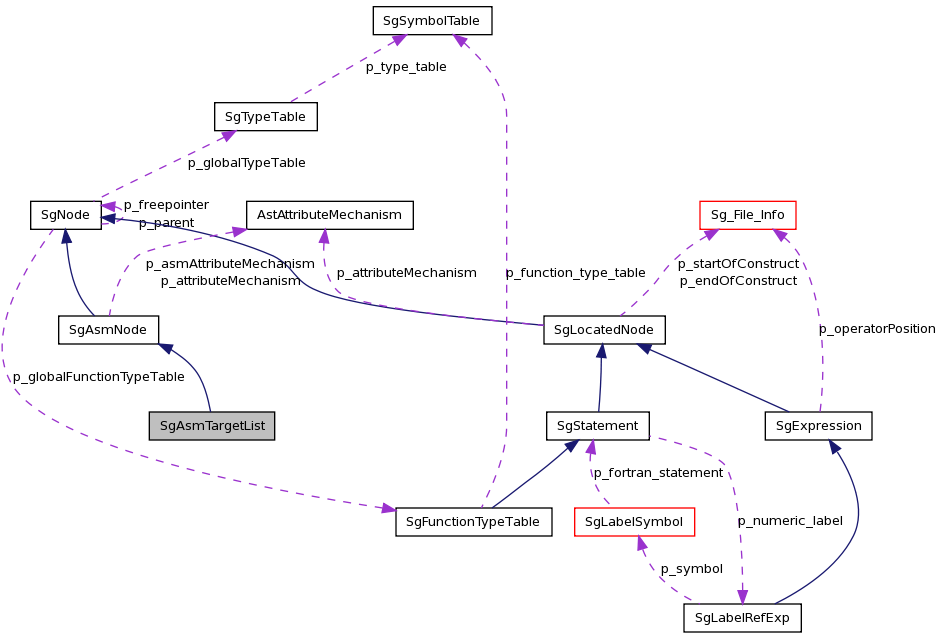 SgSymbolTable
p_type_table
SgTypeTable
p_globalTypeTable
p_freepointer
p_parent
SgNode
AstAttributeMechanism
Sg_File_Info
p_asmAttributeMechanism
p_attributeMechanism
p_attributeMechanism
p_function_type_table
p_startOfConstruct
p_endOfConstruct
SgAsmNode
SgLocatedNode
p_operatorPosition
p_globalFunctionTypeTable
SgAsmTargetList
SgStatement
SgExpression
p_fortran_statement
SgFunctionTypeTable
SgLabelSymbol
p_numeric_label
p_symbol
SgLabelRefExp